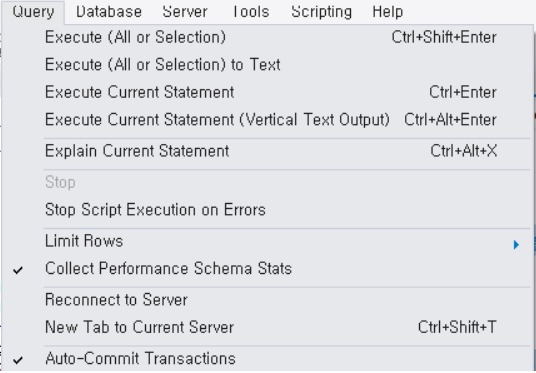 Query Database Server Tools Scripting Help
Execute (All or Selection) Ctrl+Shift+Enter
Execute (All or Selection) to Text
Execute Current Statement Ctrl+Enter
Execute Current Statement (Vertical Text Output) Ctrl+Alt+Enter
Explain Current Statement Ctrl+Alt+X
Stop
Stop Script Execution on Errors
Limit Rows
Collect Performance Schema Stats
Reconnect to Server
New Tab to Current Server Ctrl+Shift+T
Auto-Commit Transactions